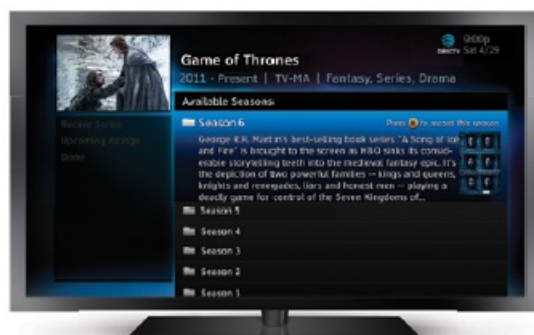 Game of Thrones
2011 - Present | TV-MA | Fantasy, Series, Drama
DIRECTV
9:00p
Sat 4/29
Available Seasons:
Recent Series
Upcoming Airings
Done
Season 6
Press to record this season
George R.R. Martin's best-selling book series "A Song of Ice
and Fire" is brought to the screen as HBO sinks its consid-
erable storytelling teeth into the medieval fantasy epic. It's
the depiction of two powerful families -- kings and queens,
knights and renegades, liars and honest men -- playing a
deadly game for control of the Seven Kingdoms of...
Season 5
Season 4
Season 3
Season 2
Season 1